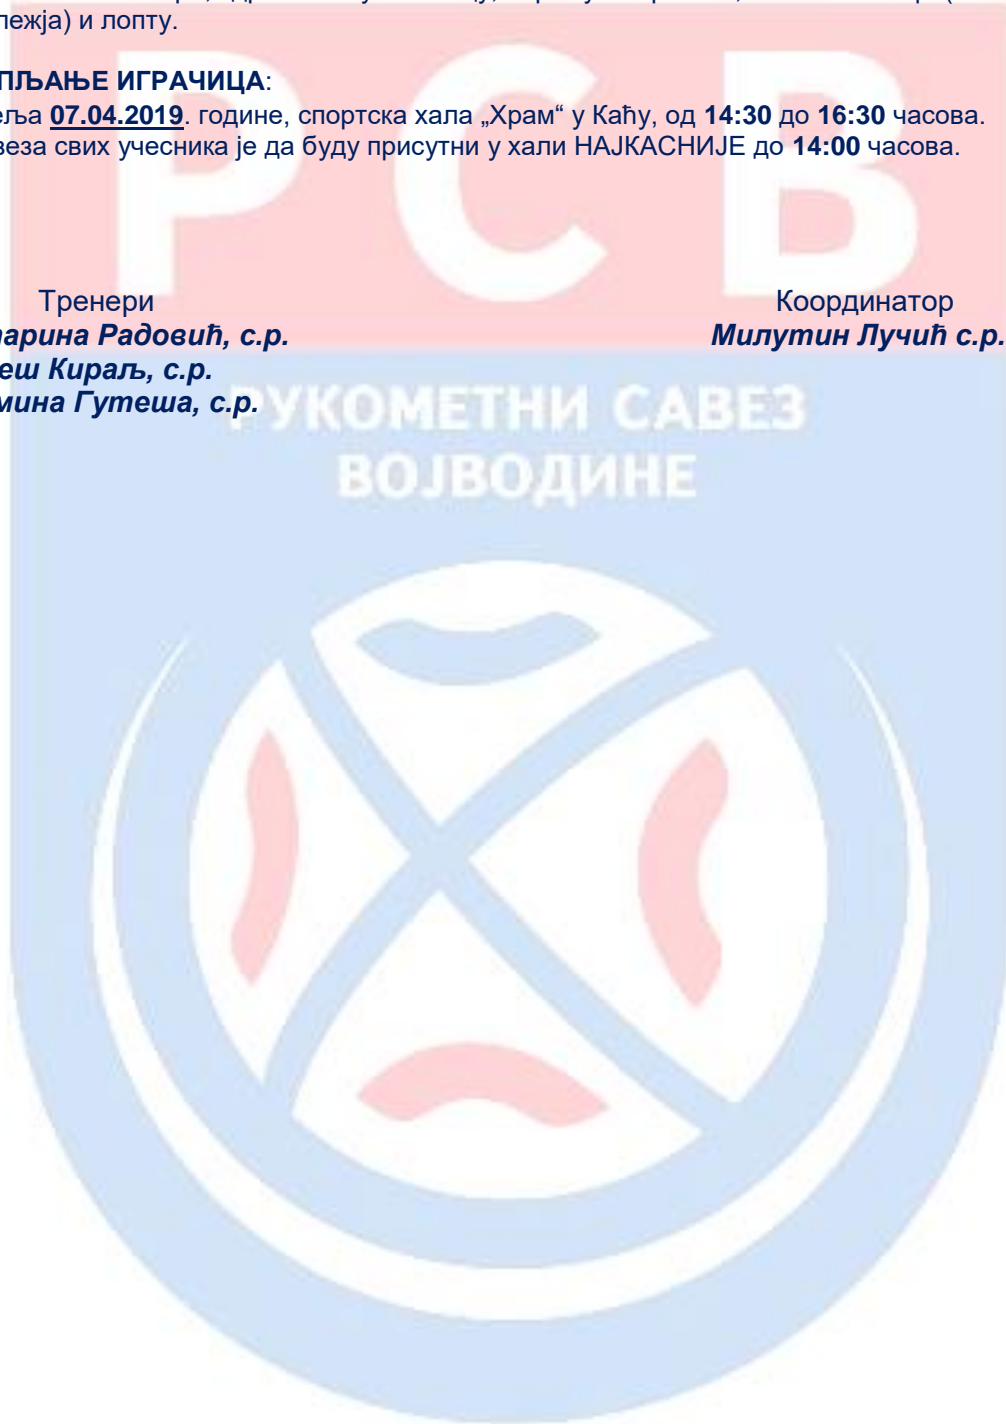 лежја) и лопту.
ПЉАЊЕ ИГРАЧИЦА:
еља 07.04.2019. године, спортска хала „Храм“ у Каћу, од 14:30 до 16:30 часова.
веза свих учесника је да буду присутни у хали НАЈКАСНИЈЕ до 14:00 часова.
РСВ
Тренери
Координатор
арина Радовић, с.р.
Милутин Лучић с.р.
еш Кираљ, с.р.
мина Гутеша, с.р.
РУКОМЕТНИ САВЕЗ
ВОЈВОДИНЕ